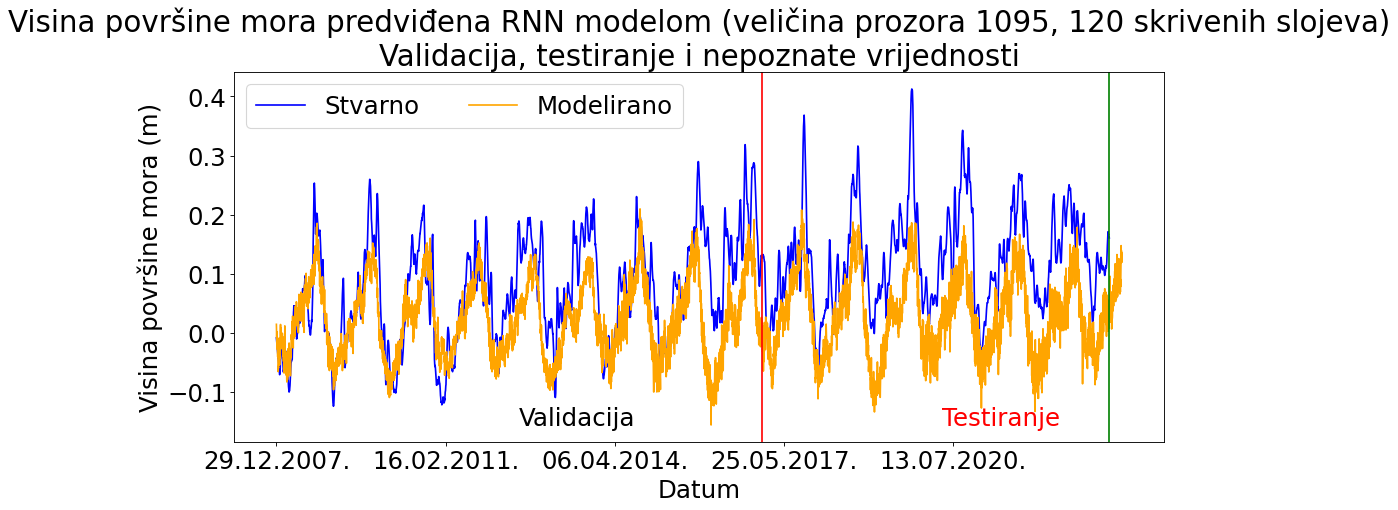 Visina površine mora predviđena RNN modelom (veličina prozora 1095, 120 skrivenih slojeva)
Validacija, testiranje i nepoznate vrijednosti
Stvarno
Modelirano
Visina površine mora (m)
0.4
0.3
0.2
0.1
0.0
−0.1
Validacija
Testiranje
29.12.2007.
16.02.2011.
06.04.2014.
25.05.2017.
13.07.2020.
Datum